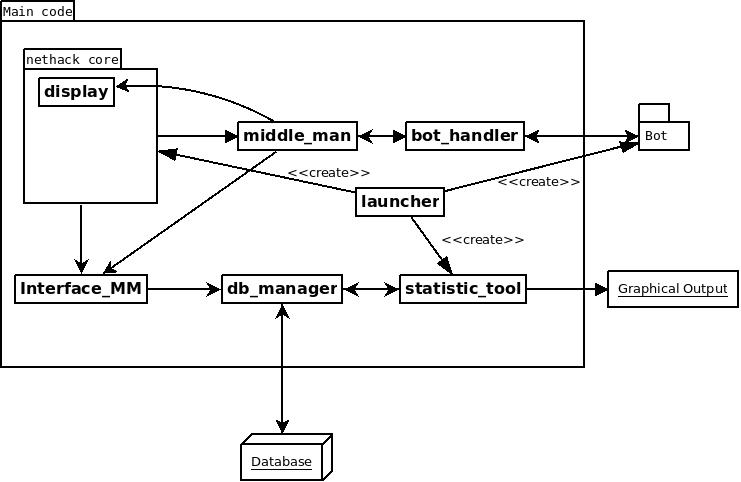 Main code
nethack core
display
middle_man
bot_handler
Bot
<<create>>
<<create>>
launcher
<<create>>
Interface_MM
db_manager
statistic_tool
Graphical Output
Database